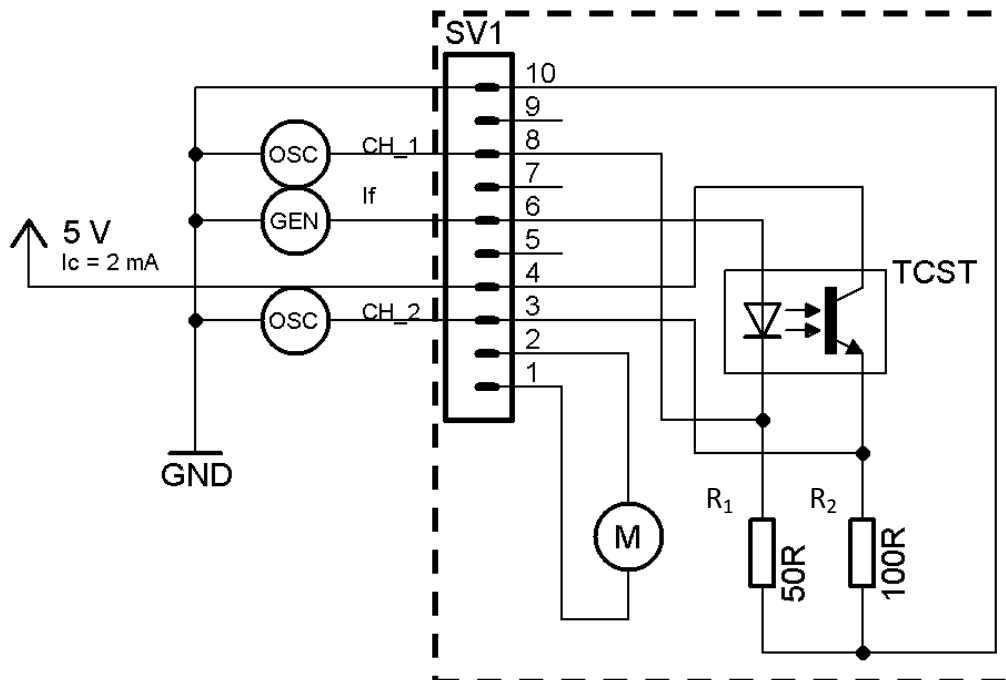 SV1
10
9
OSC CH_1 8
7
If
GEN 6
5 V
5
Ic = 2 mA
4
TCST
OSC CH_2 3
2
1
GND
R1 R2
M
50R
100R